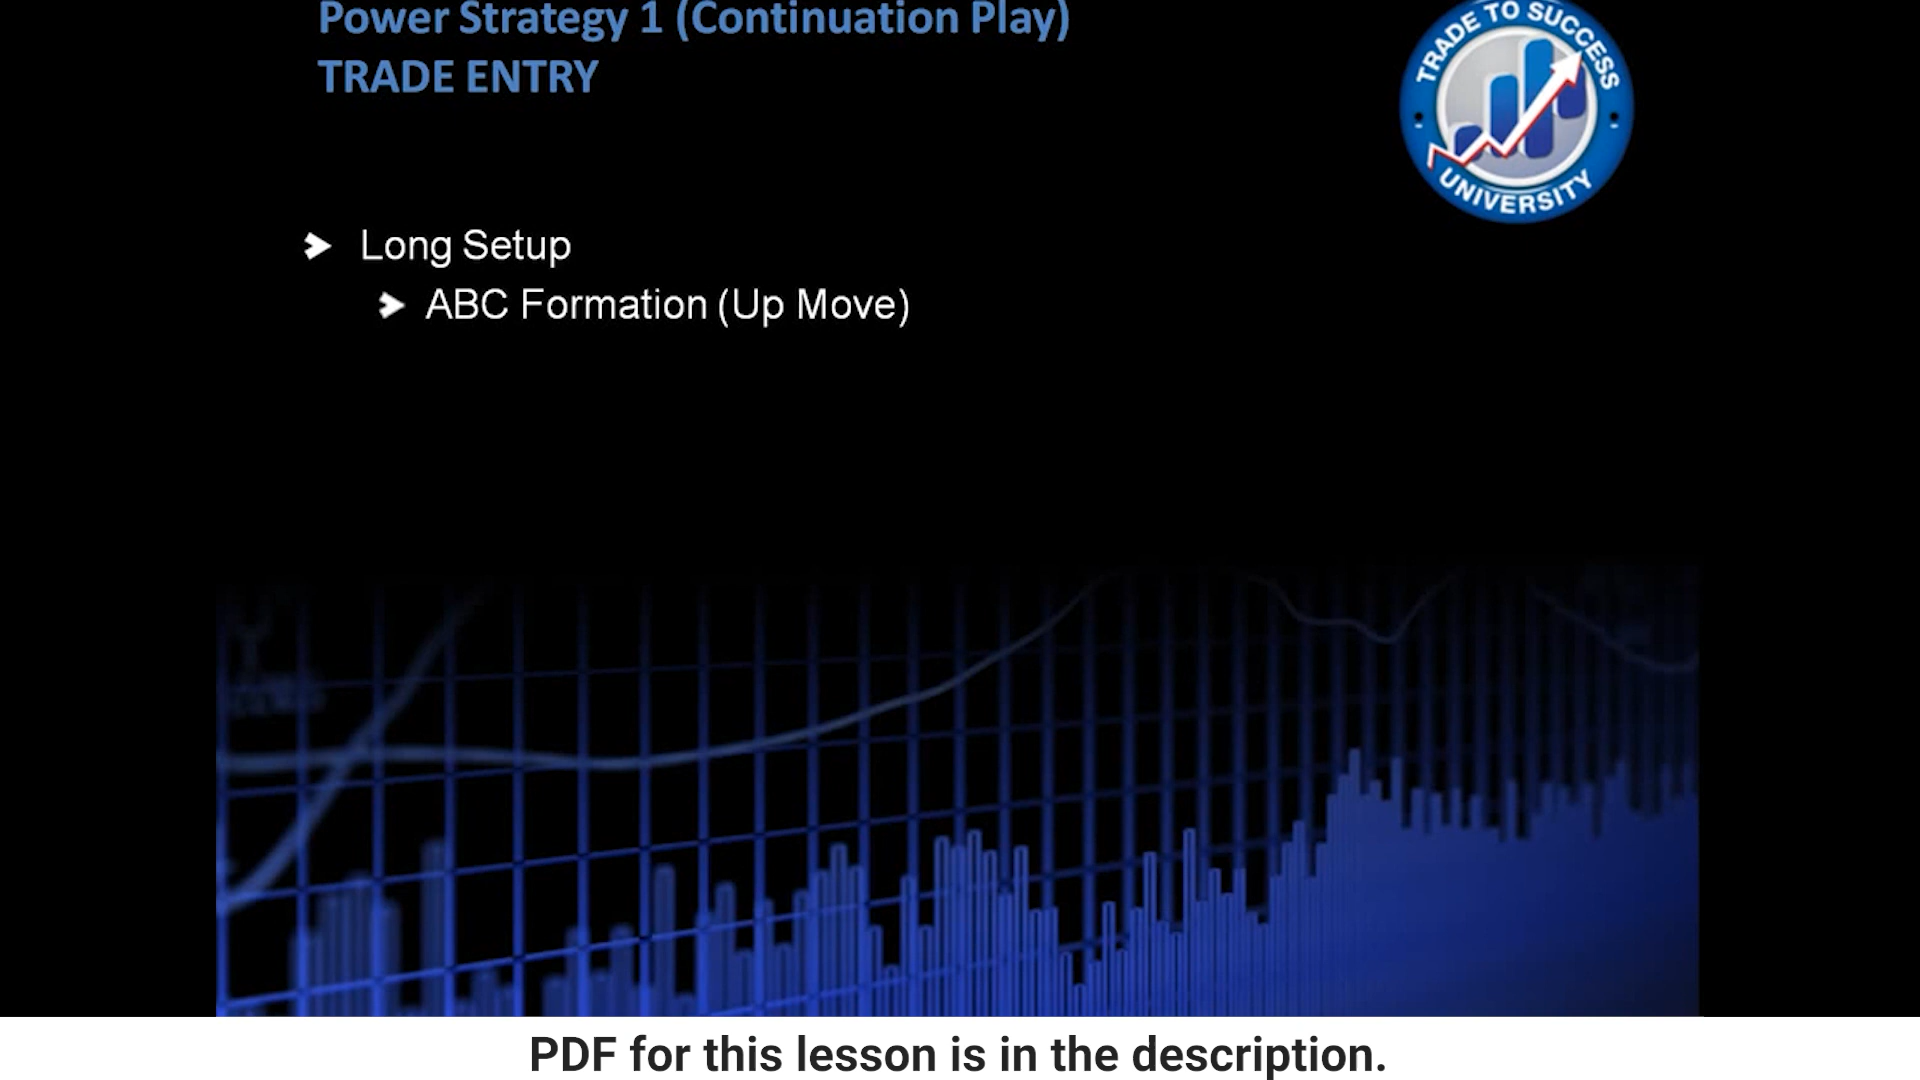 Power Strategy 1 (Continuation Play)
TRADE ENTRY
TRADE TO SUCCESS
UNIVERSITY
Long Setup
ABC Formation (Up Move)
PDF for this lesson is in the description.